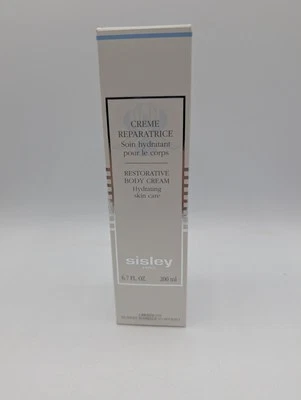 CREME
REPARATRICE
Soin hydratant
pour le corps
RESTORATIVE
BODY CREAM
Hydrating
skin care
sisley
PARIS
6.7 FL. OZ. 200 ml